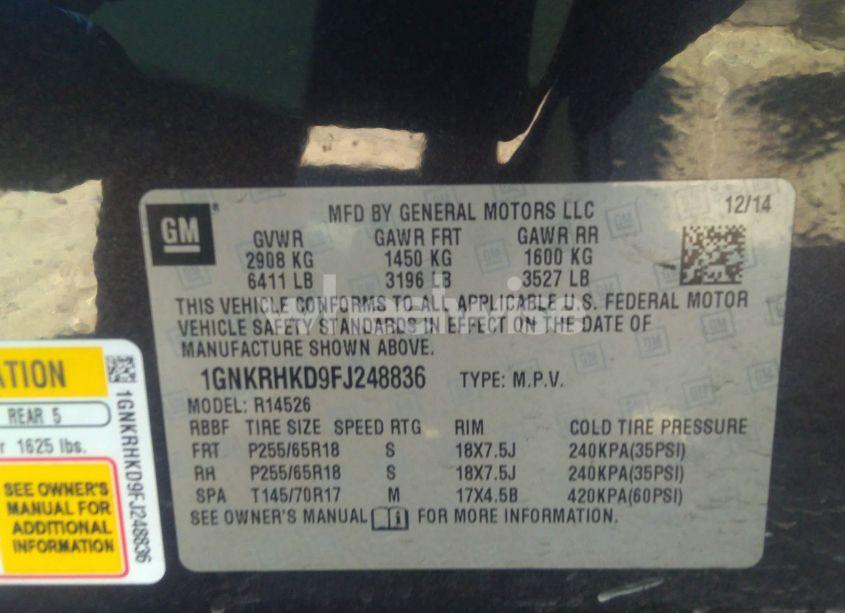 GM
MFD BY GENERAL MOTORS LLC
12/14
GVWR GAWR FRT GAWR RR
2908 KG 1450 KG 1600 KG
6411 LB 3196 LB 3527 LB
THIS VEHICLE CONFORMS TO ALL APPLICABLE U.S. FEDERAL MOTOR
VEHICLE SAFETY STANDARDS IN EFFECT ON THE DATE OF
MANUFACTURE SHOWN ABOVE.
1GNKRHKD9FJ248836 TYPE: M.P.V.
MODEL: R14526
RBBF TIRE SIZE SPEED RTG RIM COLD TIRE PRESSURE
FRT P255/65R18 S 18X7.5J 240KPA(35PSI)
RR P255/65R18 S 18X7.5J 240KPA(35PSI)
SPA T145/70R17 M 17X4.5B 420KPA(60PSI)
SEE OWNER'S MANUAL FOR MORE INFORMATION.
ATION
REAR 5
r 1625 lbs.
SEE OWNER'S
MANUAL FOR
ADDITIONAL
INFORMATION
1GNKRHKD9FJ248836